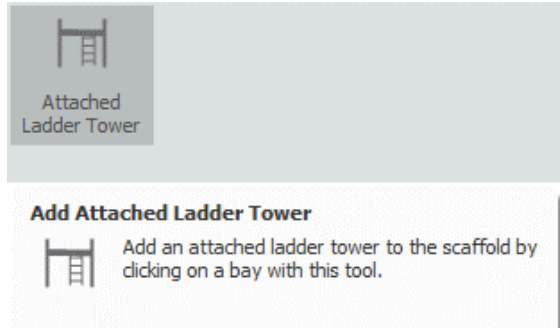 Attached
Ladder Tower
Add Attached Ladder Tower
Add an attached ladder tower to the scaffold by
clicking on a bay with this tool.